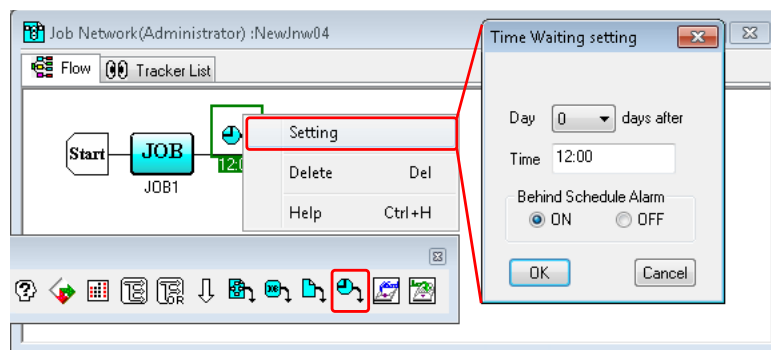 Job Network(Administrator) :NewJnw04
Flow
Tracker List
Start
JOB
JOB1
12:0
Setting
Delete Del
Help Ctrl+H
OR
Time Waiting setting
Day 0 days after
Time 12:00
Behind Schedule Alarm
ON OFF
OK Cancel